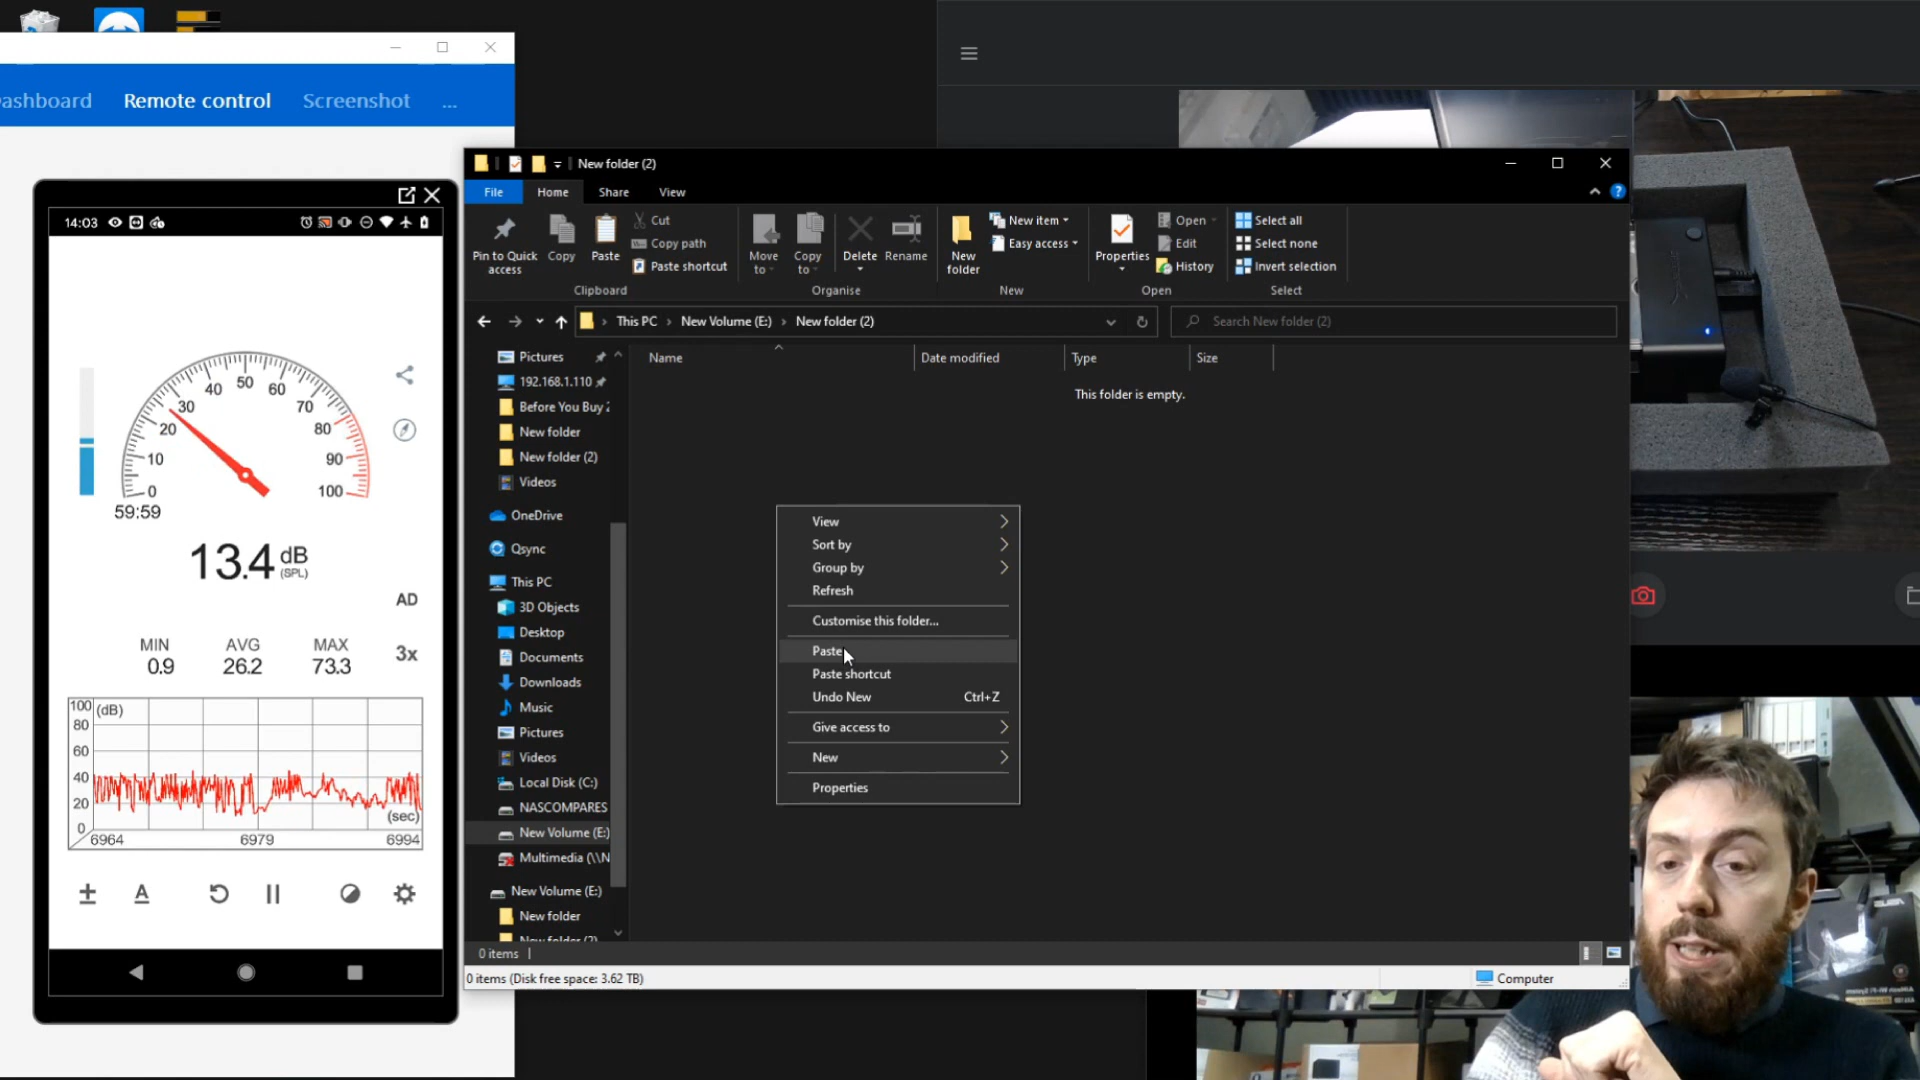 ashboard
Remote control
Screenshot
...
14:03
40
50
60
30
70
20
80
10
90
0
100
59:59
13.4 dB
(SPL)
AD
MIN
AVG
MAX
0.9
26.2
73.3
3x
100
(dB)
80
60
40
20
0
(sec)
6964
6979
6994
A
New folder (2)
File
Home
Share
View
Pin to Quick access
Copy
Paste
Cut
Copy path
Paste shortcut
Clipboard
Move to
Copy to
Delete
Rename
Organise
New folder
New item
Easy access
New
Properties
Open
Edit
History
Open
Select all
Select none
Invert selection
Select
This PC
New Volume (E:)
New folder (2)
Search New folder (2)
Pictures
192.168.1.110
Before You Buy 2
New folder
New folder (2)
Videos
OneDrive
Qsync
This PC
3D Objects
Desktop
Documents
Downloads
Music
Pictures
Videos
Local Disk (C:)
NASCOMPARES
New Volume (E:)
Multimedia (\\N
New Volume (E:)
New folder
New folder (2)
Name
Date modified
Type
Size
This folder is empty.
View
Sort by
Group by
Refresh
Customise this folder...
Paste
Paste shortcut
Undo New Ctrl+Z
Give access to
New
Properties
0 items
0 items (Disk free space: 3.62 TB)
Computer
ASUS